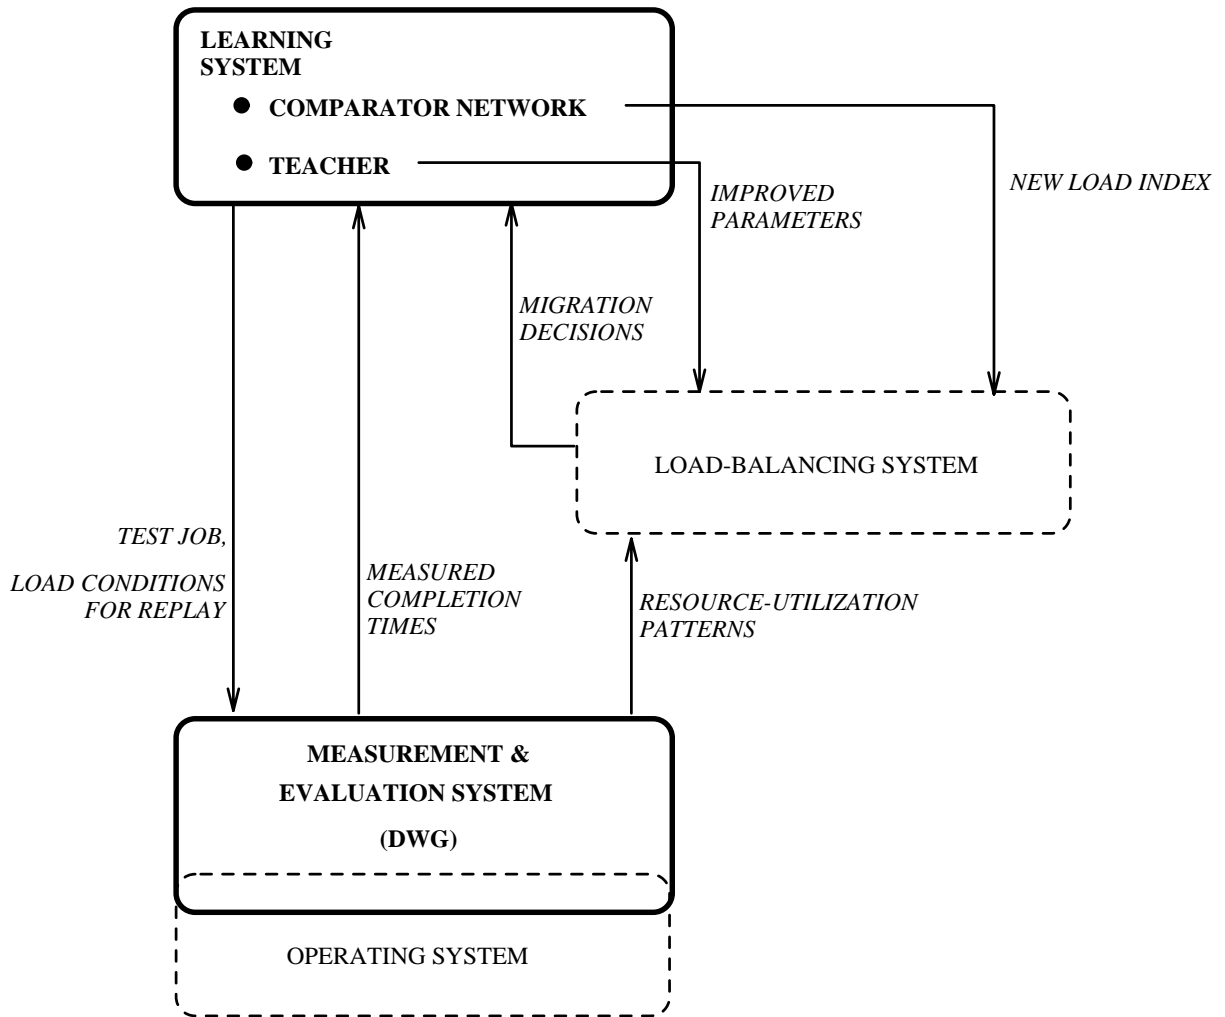 LEARNING
SYSTEM
COMPARATOR NETWORK
TEACHER
NEW LOAD INDEX
IMPROVED
PARAMETERS
MIGRATION
DECISIONS
LOAD-BALANCING SYSTEM
TEST JOB,
LOAD CONDITIONS
FOR REPLAY
MEASURED
COMPLETION
TIMES
RESOURCE-UTILIZATION
PATTERNS
MEASUREMENT &
EVALUATION SYSTEM
(DWG)
OPERATING SYSTEM